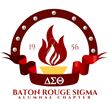 19 56
ΔΣΘ
BATON ROUGE SIGMA
ALUMNAE CHAPTER